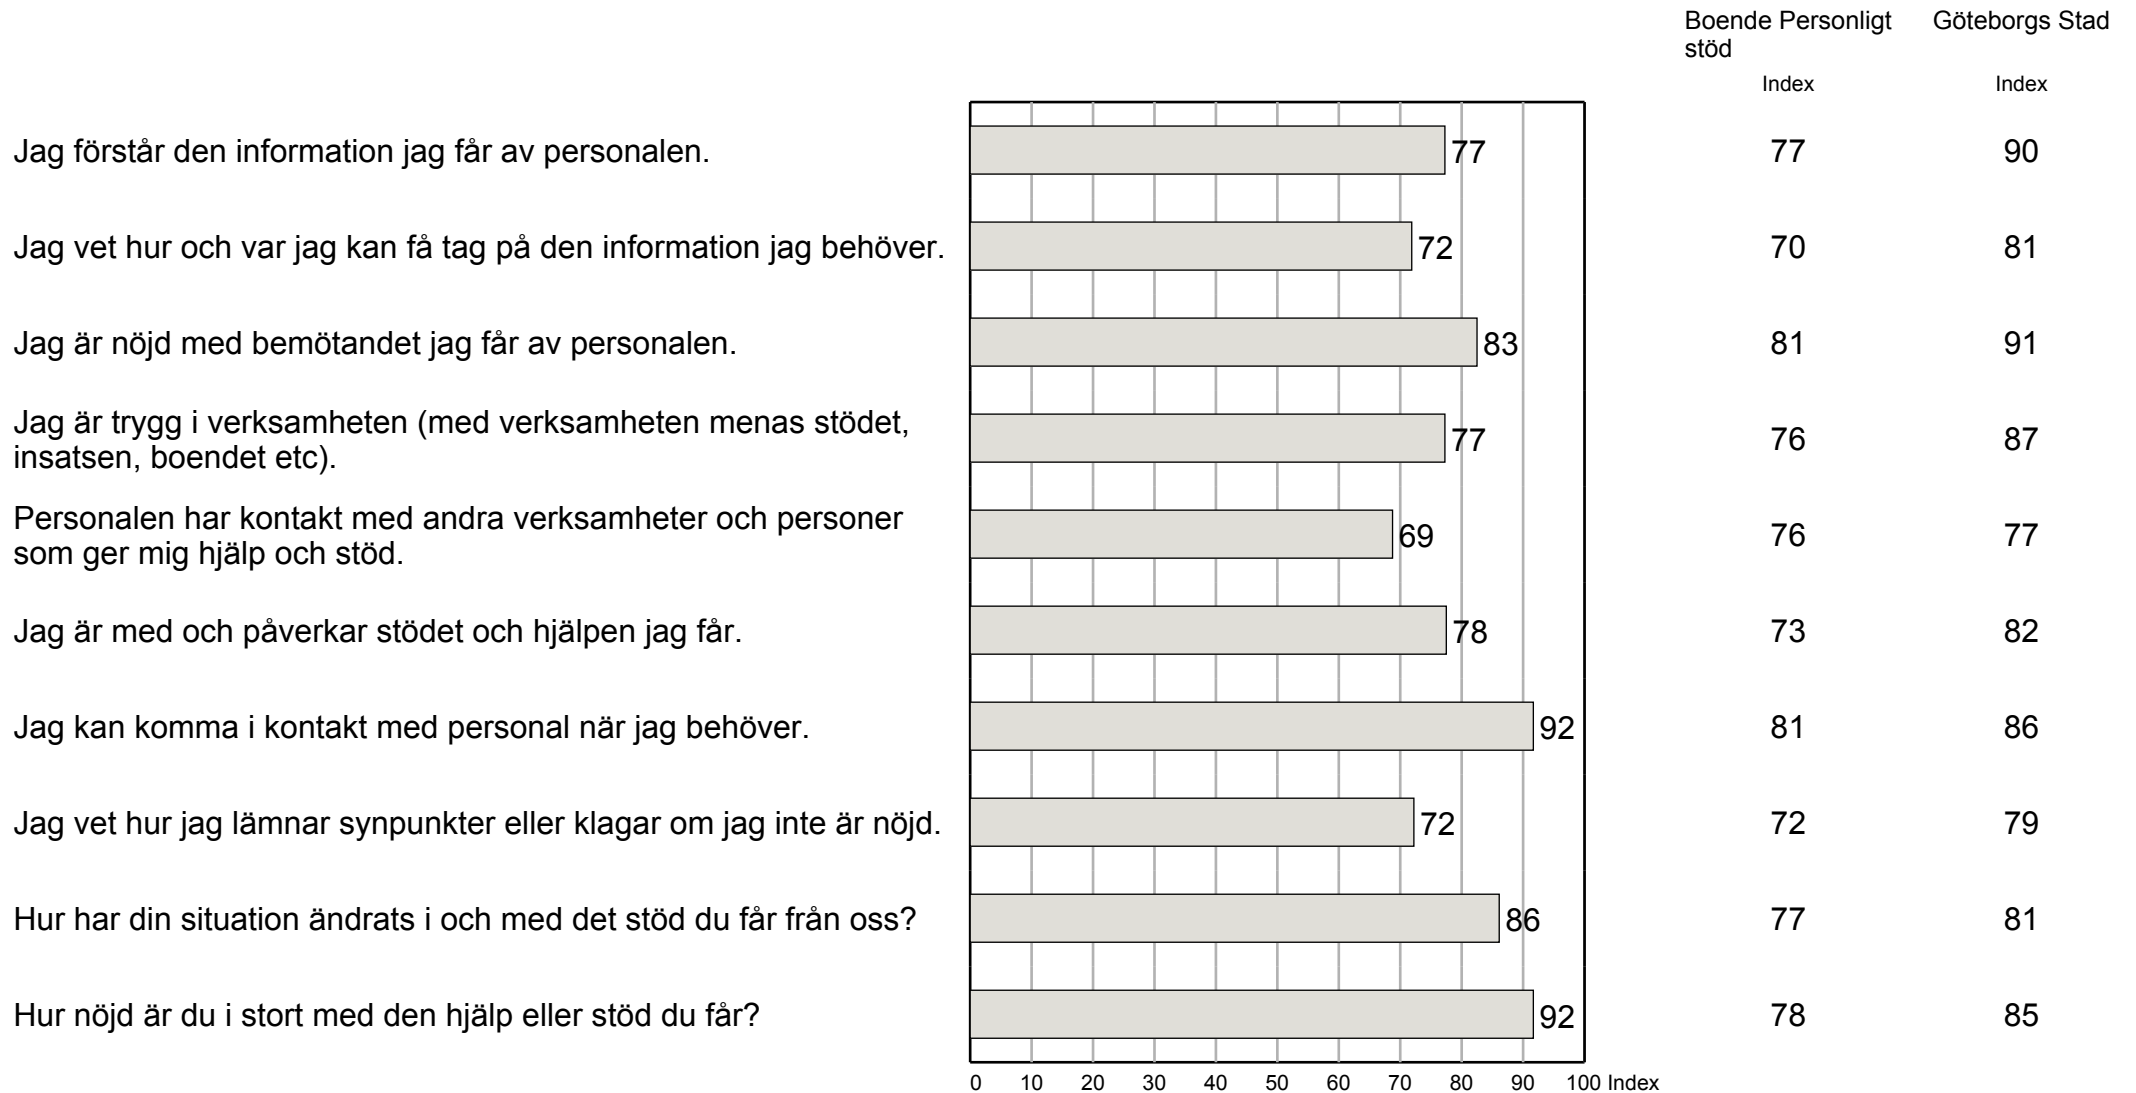 Boende Personligt Göteborgs Stad
stöd
Index Index
Jag förstår den information jag får av personalen. 77 77 90
Jag vet hur och var jag kan få tag på den information jag behöver. 72 70 81
Jag är nöjd med bemötandet jag får av personalen. 83 81 91
Jag är trygg i verksamheten (med verksamheten menas stödet,
insatsen, boendet etc). 77 76 87
Personalen har kontakt med andra verksamheter och personer
som ger mig hjälp och stöd. 69 76 77
Jag är med och påverkar stödet och hjälpen jag får. 78 73 82
Jag kan komma i kontakt med personal när jag behöver. 92 81 86
Jag vet hur jag lämnar synpunkter eller klagar om jag inte är nöjd. 72 72 79
Hur har din situation ändrats i och med det stöd du får från oss? 86 77 81
Hur nöjd är du i stort med den hjälp eller stöd du får? 92 78 85
0 10 20 30 40 50 60 70 80 90 100 Index